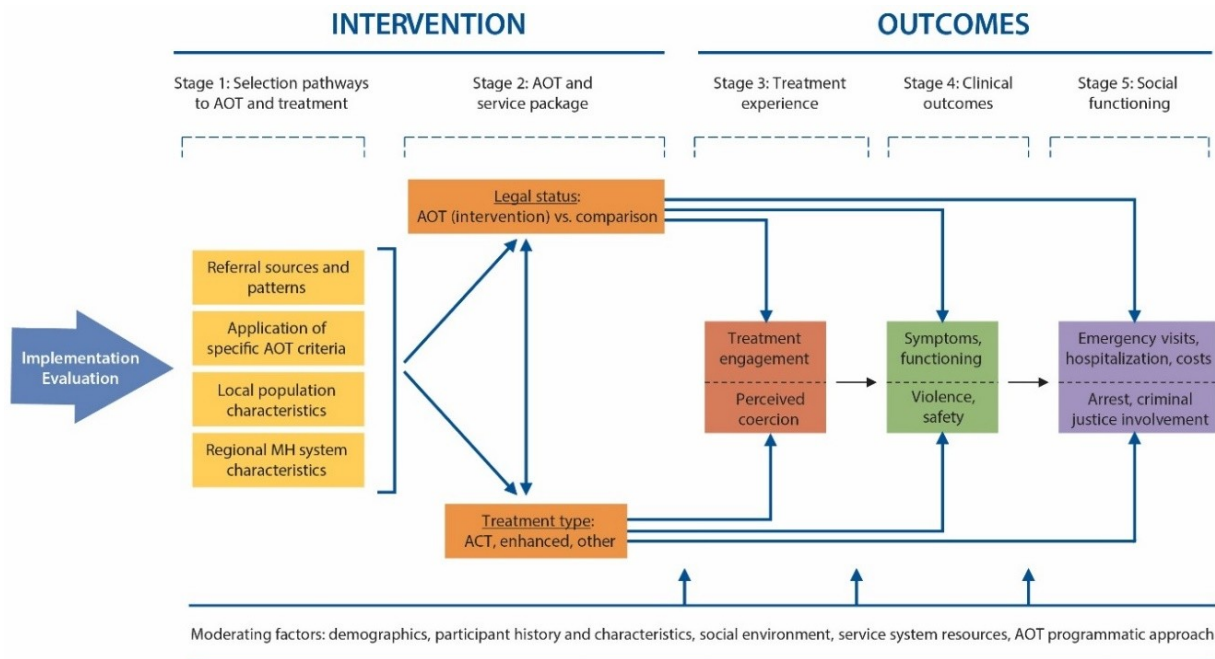 INTERVENTION
OUTCOMES
Stage 1: Selection pathways
to AOT and treatment
Stage 2: AOT and
service package
Stage 3: Treatment
experience
Stage 4: Clinical
outcomes
Stage 5: Social
functioning
Implementation
Evaluation
Referral sources and
patterns
Application of
specific AOT criteria
Local population
characteristics
Regional MH system
characteristics
Legal status:
AOT (intervention) vs. comparison
Treatment type:
ACT, enhanced, other
Treatment
engagement
Perceived
coercion
Symptoms,
functioning
Violence,
safety
Emergency visits,
hospitalization, costs
Arrest, criminal
justice involvement
Moderating factors: demographics, participant history and characteristics, social environment, service system resources, AOT programmatic approach